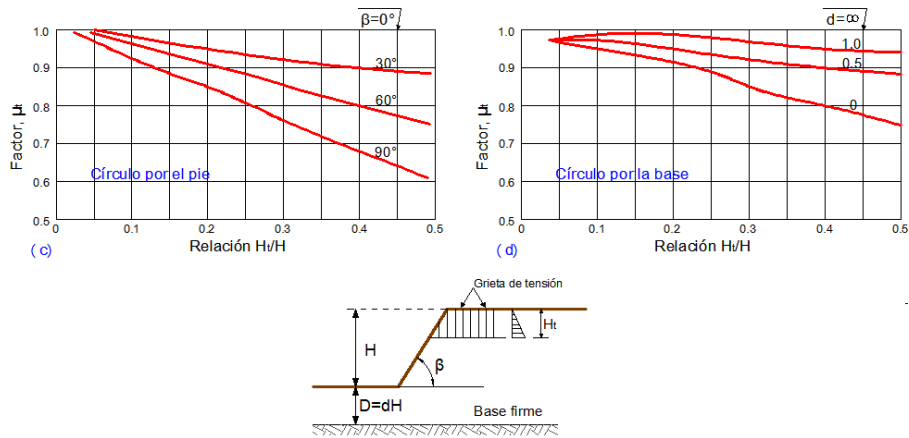 β=0°
1.0
0.9
0.8
0.7
0.6
0.5
Factor, μt
30°
60°
90°
Círculo por el pie
0
0.1
0.2
0.3
0.4
0.5
Relación Ht/H
( c)
d=∞
1.0
0.9
0.8
0.7
0.6
0.5
Factor, μt
1.0
0.5
0
Círculo por la base
0
0.1
0.2
0.3
0.4
0.5
Relación Ht/H
( d)
Grieta de tensión
Ht
H
β
D=dH
Base firme